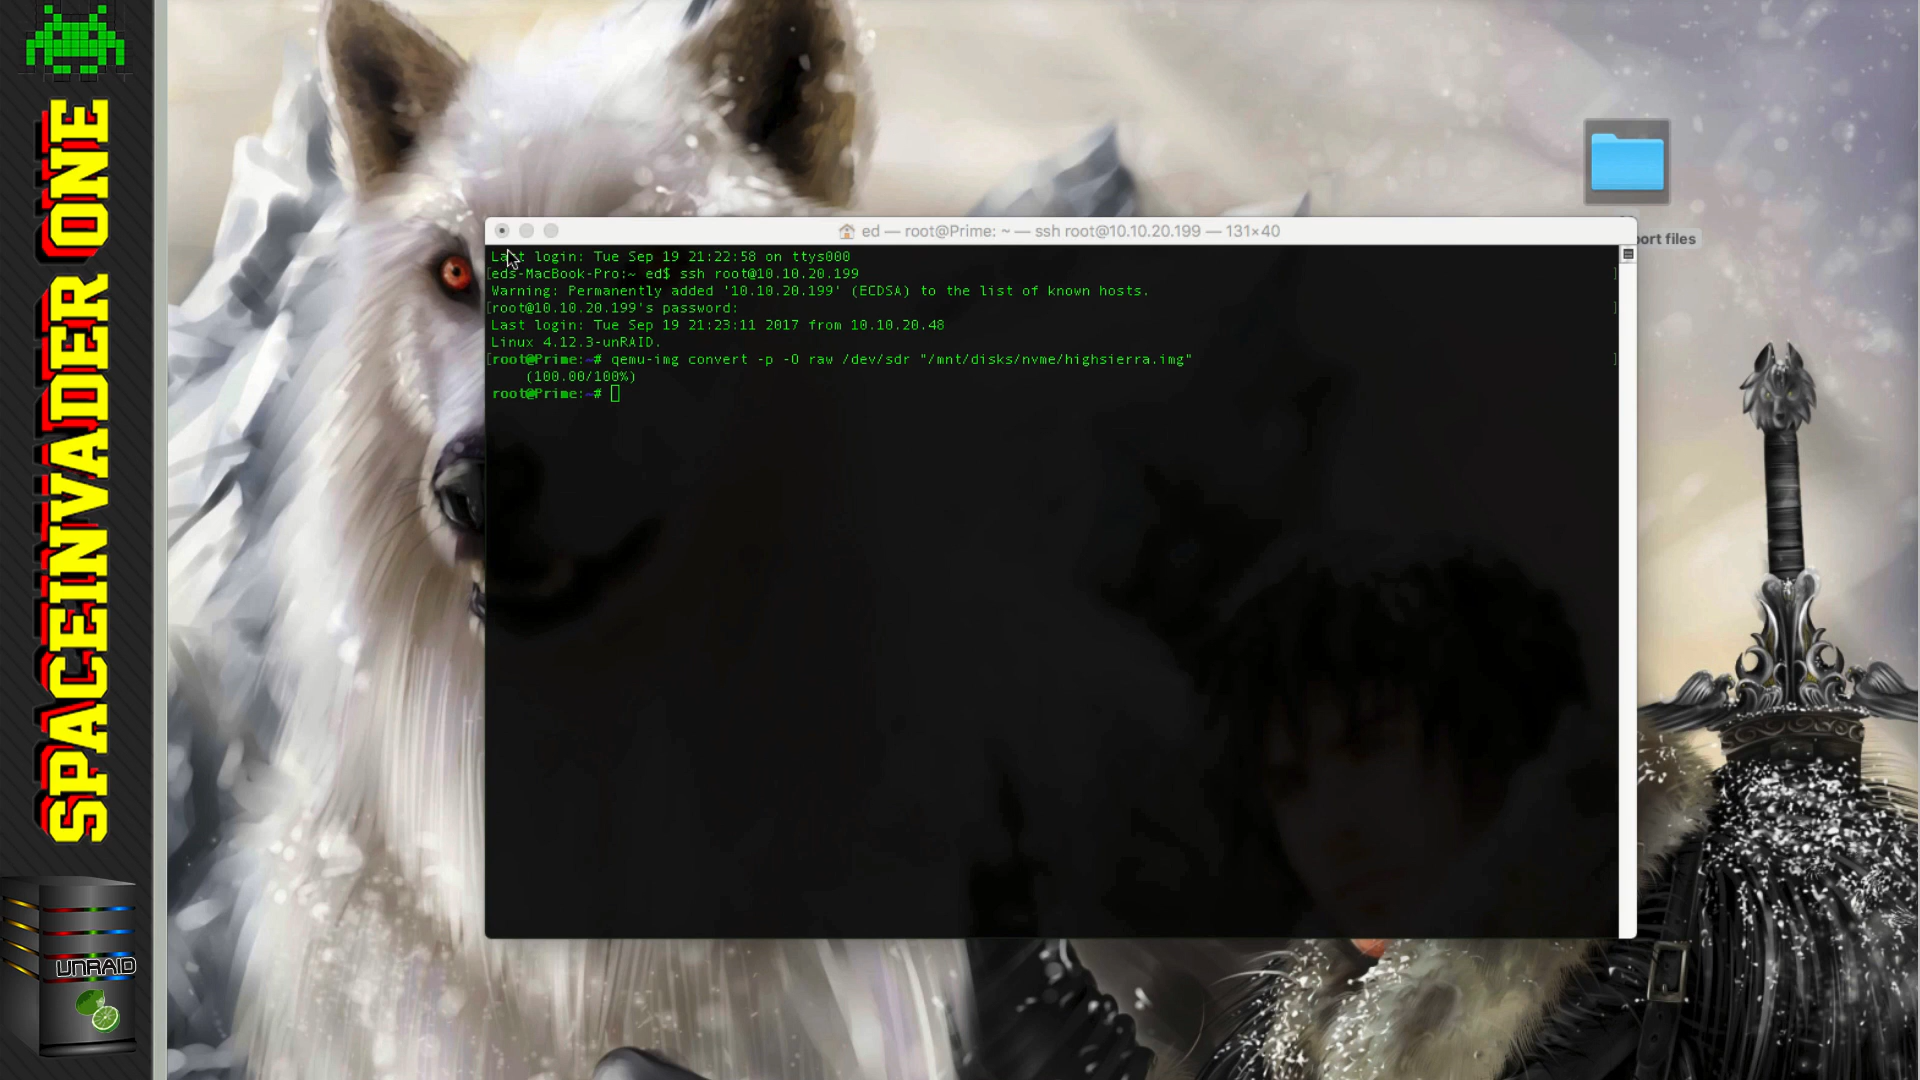 SPACEINVADER ONE
UNRAID
ed — root@Prime: ~ — ssh root@10.10.20.199 — 131×40
Last login: Tue Sep 19 21:22:58 on ttys000
[eds-MacBook-Pro:~ ed$ ssh root@10.10.20.199 ]
Warning: Permanently added '10.10.20.199' (ECDSA) to the list of known hosts.
[root@10.10.20.199's password: ]
Last login: Tue Sep 19 21:23:11 2017 from 10.10.20.48
Linux 4.12.3-unRAID.
[root@Prime:~# qemu-img convert -p -O raw /dev/sdr "/mnt/disks/nvme/highsierra.img" ]
(100.00/100%)
root@Prime:~#
files